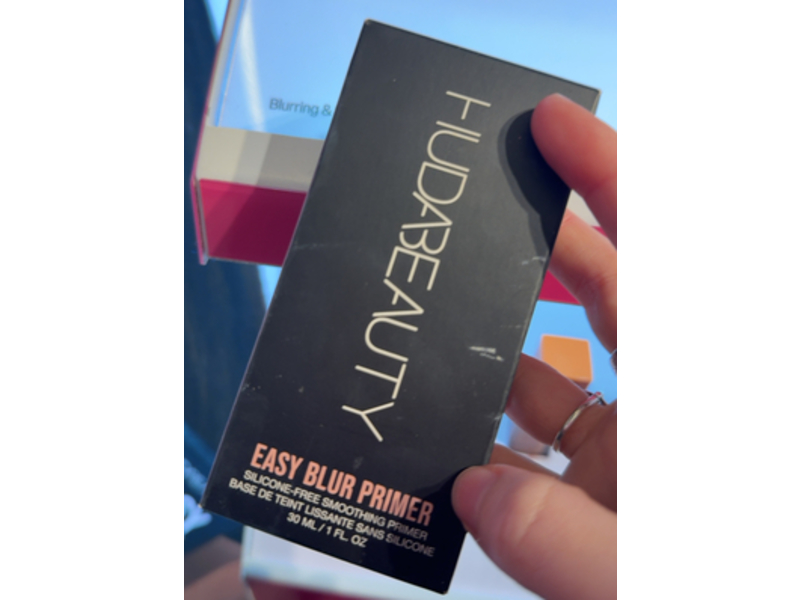 Blurring &
HUDABEAUTY
EASY BLUR PRIMER
SILICONE-FREE SMOOTHING PRIMER
BASE DE TEINT LISSANTE SANS SILICONE
30 ML / 1 FL. OZ